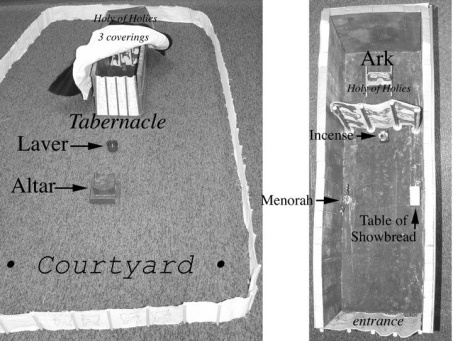 Holy of Holies
3 coverings
Tabernacle
Laver
Altar
• Courtyard •
Ark
Holy of Holies
Incense
Menorah
Table of
Showbread
entrance